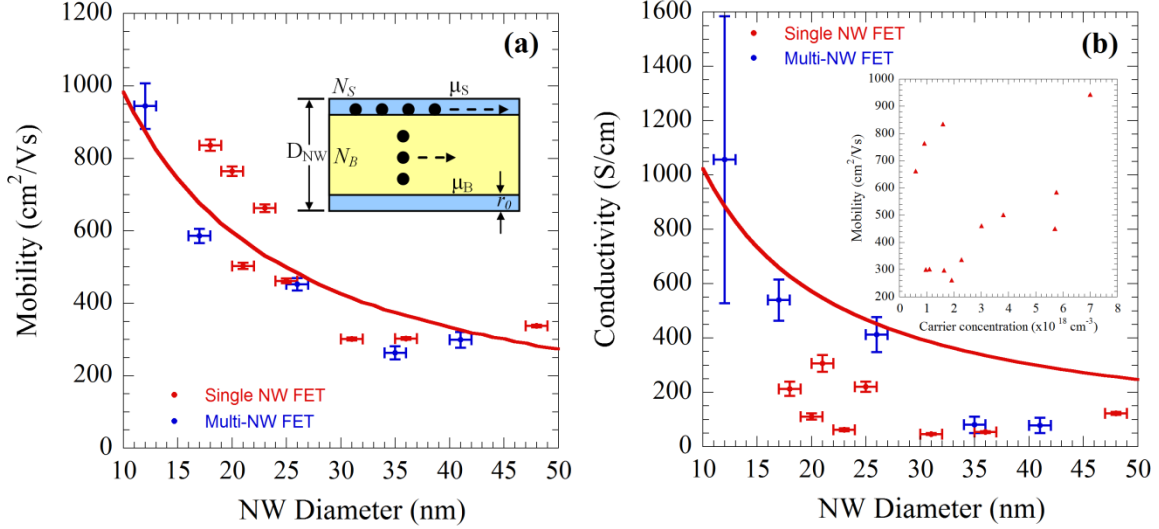 (a)
Mobility (cm²/Vs)
1200
1000
800
600
400
200
0
10 15 20 25 30 35 40 45 50
NW Diameter (nm)
N_S μ_S
D_NW N_B μ_B r_0
Single NW FET
Multi-NW FET
(b)
Conductivity (S/cm)
1600
1400
1200
1000
800
600
400
200
0
10 15 20 25 30 35 40 45 50
NW Diameter (nm)
Single NW FET
Multi-NW FET
Mobility (cm²/Vs)
1000
900
800
700
600
500
400
300
200
0 1 2 3 4 5 6 7 8
Carrier concentration (x10 ¹⁸ cm⁻³)